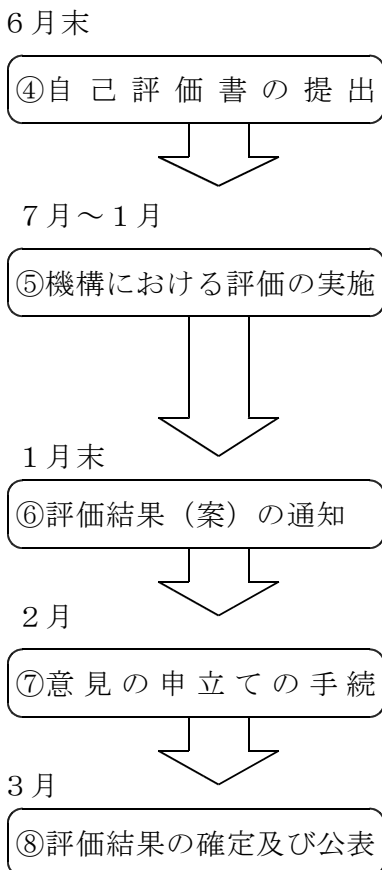 ６月末
④自己評価書の提出
７月～１月
⑤機構における評価の実施
１月末
⑥評価結果（案）の通知
２月
⑦意見の申立ての手続
３月
⑧評価結果の確定及び公表